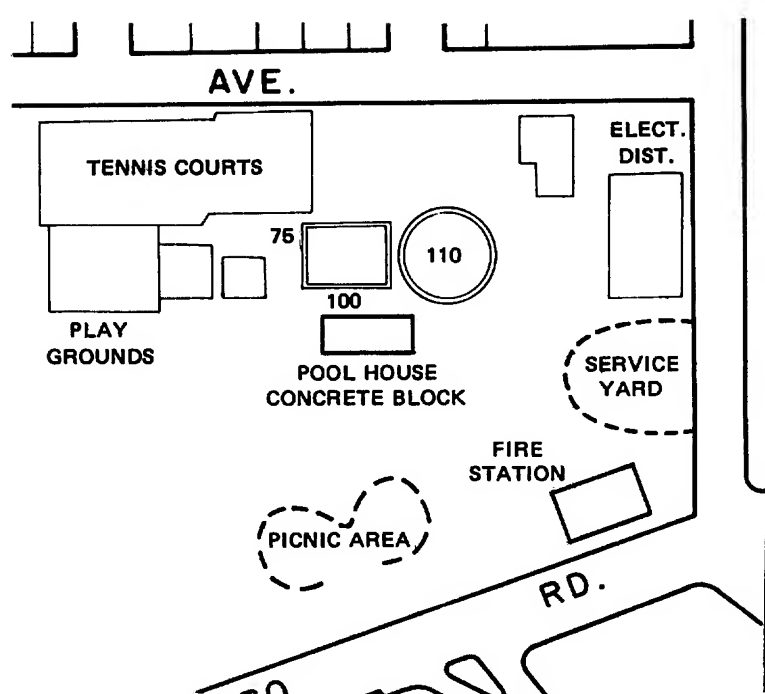 AVE.
ELECT.
DIST.
TENNIS COURTS
75
110
100
PLAY
GROUNDS
POOL HOUSE
CONCRETE BLOCK
SERVICE
YARD
FIRE
STATION
PICNIC AREA
RD.